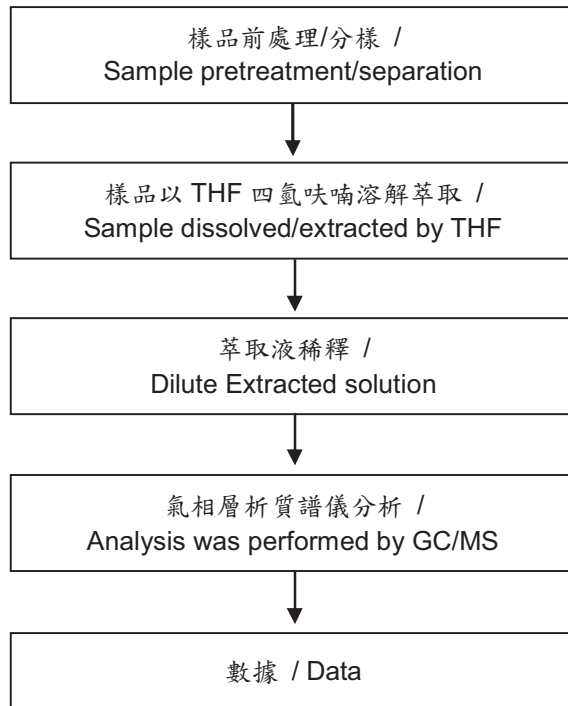 樣品前處理/分樣 /
Sample pretreatment/separation
樣品以 THF 四氫呋喃溶解萃取 /
Sample dissolved/extracted by THF
萃取液稀釋 /
Dilute Extracted solution
氣相層析質譜儀分析 /
Analysis was performed by GC/MS
數據 / Data